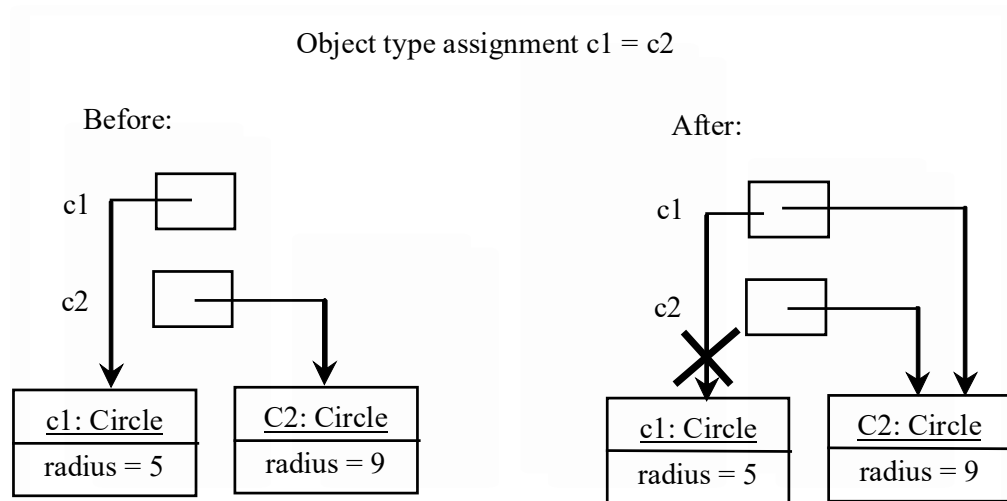 Object type assignment c1 = c2
Before:
c1
c2
c1: Circle
radius = 5
C2: Circle
radius = 9
After:
c1
c2
c1: Circle
radius = 5
C2: Circle
radius = 9